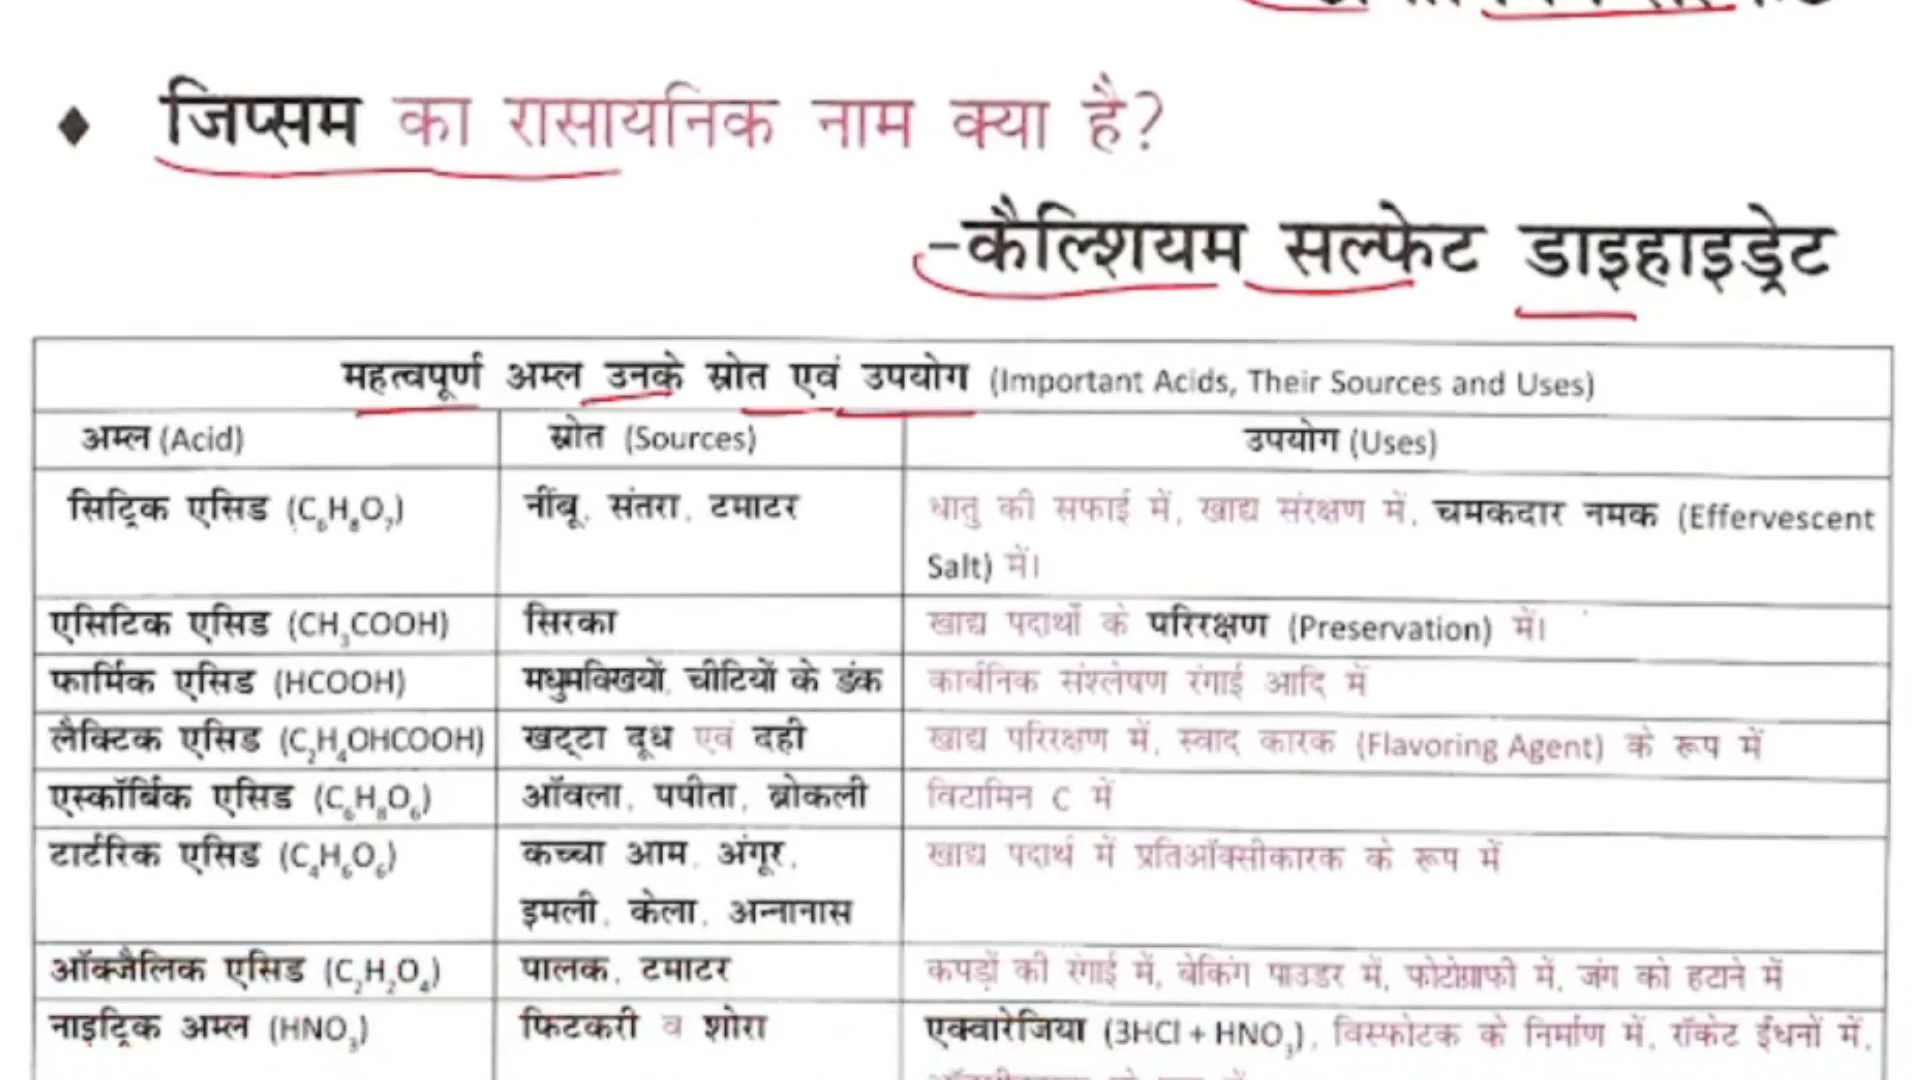 ♦ जिप्सम का रासायनिक नाम क्या है?
-कैल्शियम सल्फेट डाइहाइड्रेट
महत्वपूर्ण अम्ल उनके स्रोत एवं उपयोग (Important Acids, Their Sources and Uses)
अम्ल (Acid) स्रोत (Sources) उपयोग (Uses)
सिट्रिक एसिड (C₆H₈O₇) नींबू, संतरा, टमाटर धातु की सफाई में, खाद्य संरक्षण में, चमकदार नमक (Effervescent
Salt) में।
एसिटिक एसिड (CH₃COOH) सिरका खाद्य पदार्थों के परिरक्षण (Preservation) में।
फार्मिक एसिड (HCOOH) मधुमक्खियों, चीटियों के डंक कार्बनिक संश्लेषण रंगाई आदि में
लैक्टिक एसिड (C₂H₄OHCOOH) खट्टा दूध एवं दही खाद्य परिरक्षण में, स्वाद कारक (Flavoring Agent) के रूप में
एस्कॉर्बिक एसिड (C₆H₈O₆) ऑवला, पपीता, ब्रोकली विटामिन C में
टार्टरिक एसिड (C₄H₆O₆) कच्चा आम, अंगूर, खाद्य पदार्थ में प्रतिऑक्सीकारक के रूप में
इमली, केला, अन्नानास
ऑक्जैलिक एसिड (C₂H₂O₄) पालक, टमाटर कपड़ों की रंगाई में, बेकिंग पाउडर में, फोटोग्राफी में, जंग को हटाने में
नाइट्रिक अम्ल (HNO₃) फिटकरी व शोरा एक्वारेजिया (3HCl + HNO₃), विस्फोटक के निर्माण में, रॉकेट ईंधनों में,